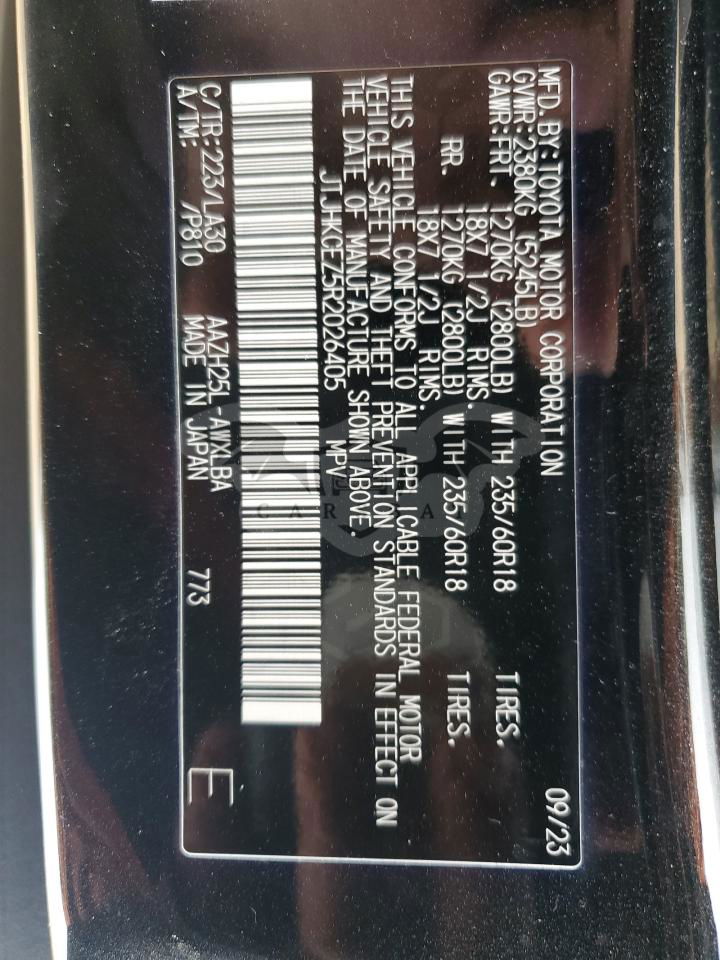 MFD.BY:TOYOTA MOTOR CORPORATION 09/23
GVWR:2380KG (5245LB)
GAWR:FRT. 1270KG (2800LB) WITH 235/60R18 TIRES.
18X7 1/2J RIMS.
RR. 1270KG (2800LB) WITH 235/60R18 TIRES.
18X7 1/2J RIMS.
THIS VEHICLE CONFORMS TO ALL APPLICABLE FEDERAL MOTOR
VEHICLE SAFETY AND THEFT PREVENTION STANDARDS IN EFFECT ON
THE DATE OF MANUFACTURE SHOWN ABOVE.
JTJHKCEZ5R2026405 MPV
C/TR:223/LA30 AAZH25L-AWXLBA
A/TM: /P810 MADE IN JAPAN 773
E